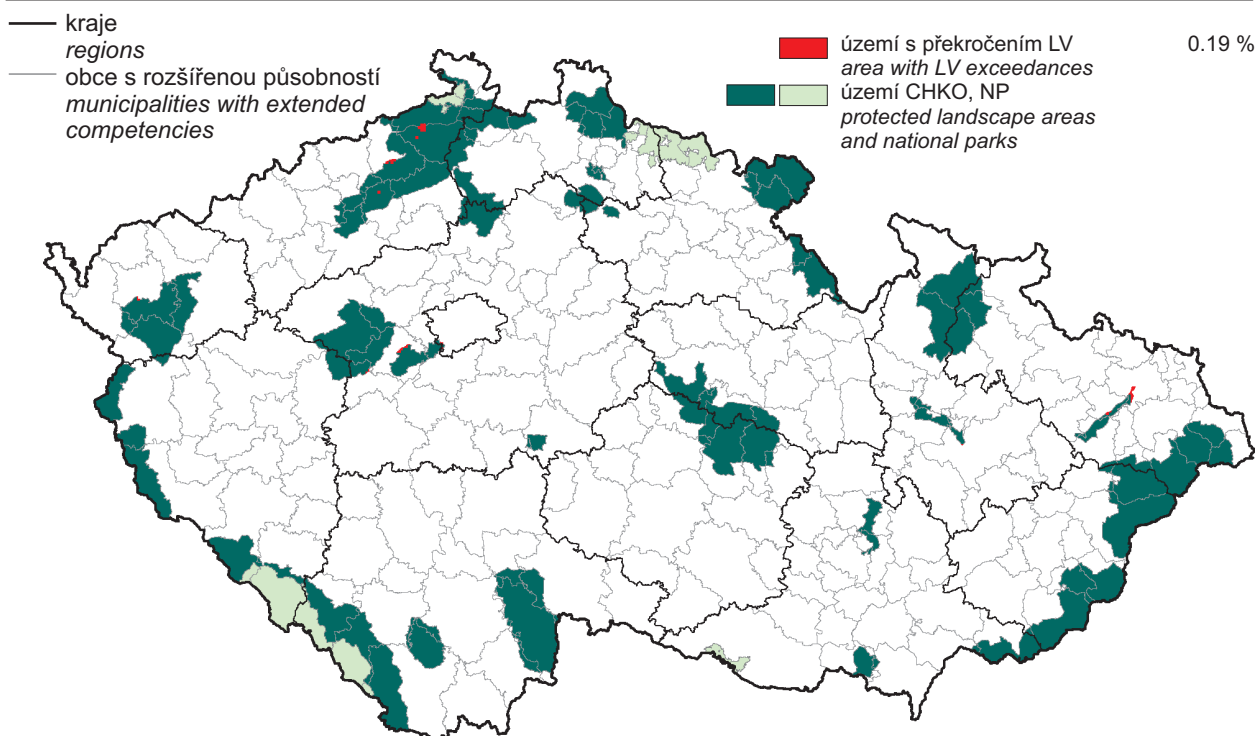 kraje
regions
obce s rozšířenou působností
municipalities with extended
competencies
území s překročením LV
area with LV exceedances
0.19 %
území CHKO, NP
protected landscape areas
and national parks